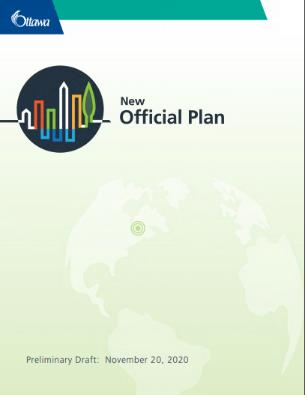 Ottawa
New
Official Plan
Preliminary Draft: November 20, 2020